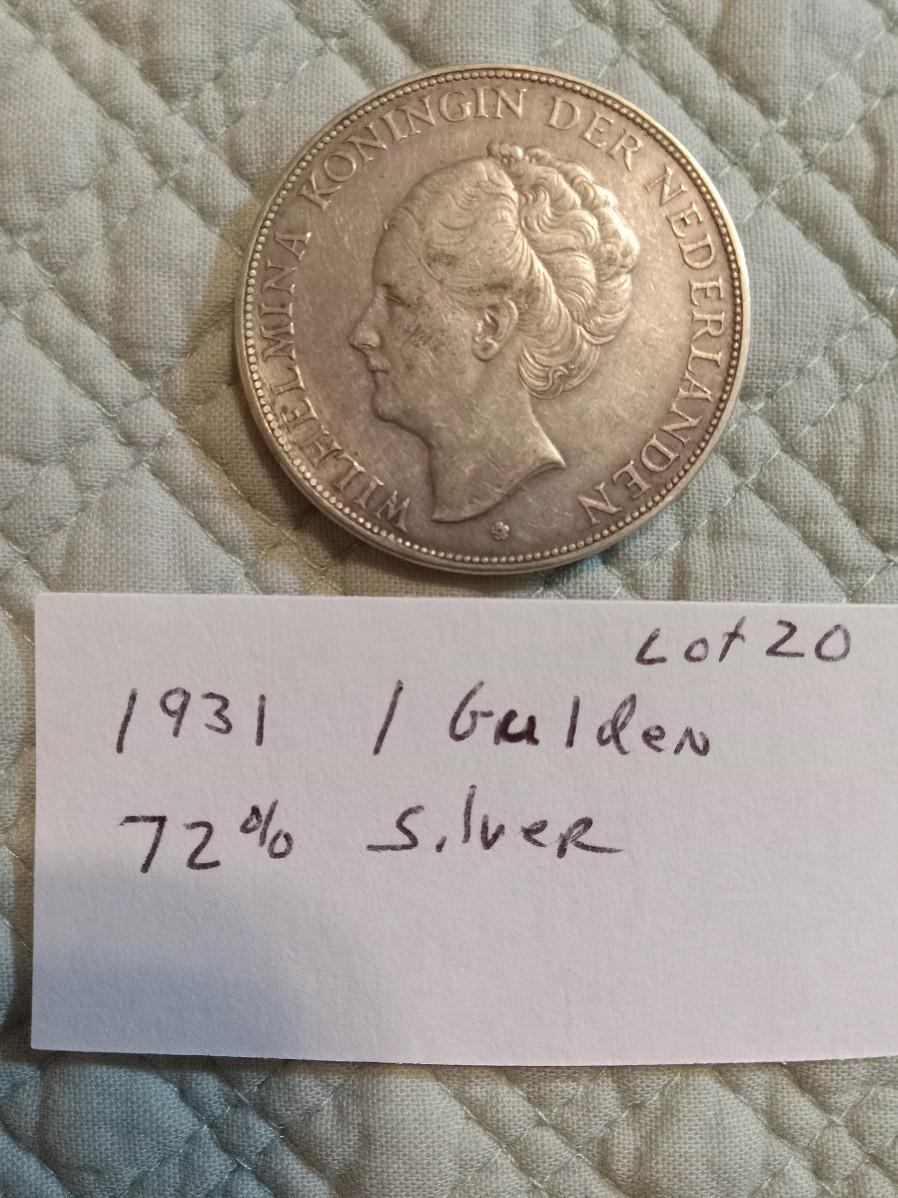 WILHELMINA KONINGIN DER NEDERLANDEN
Lot 20
1931 1 Gulden
72% Silver